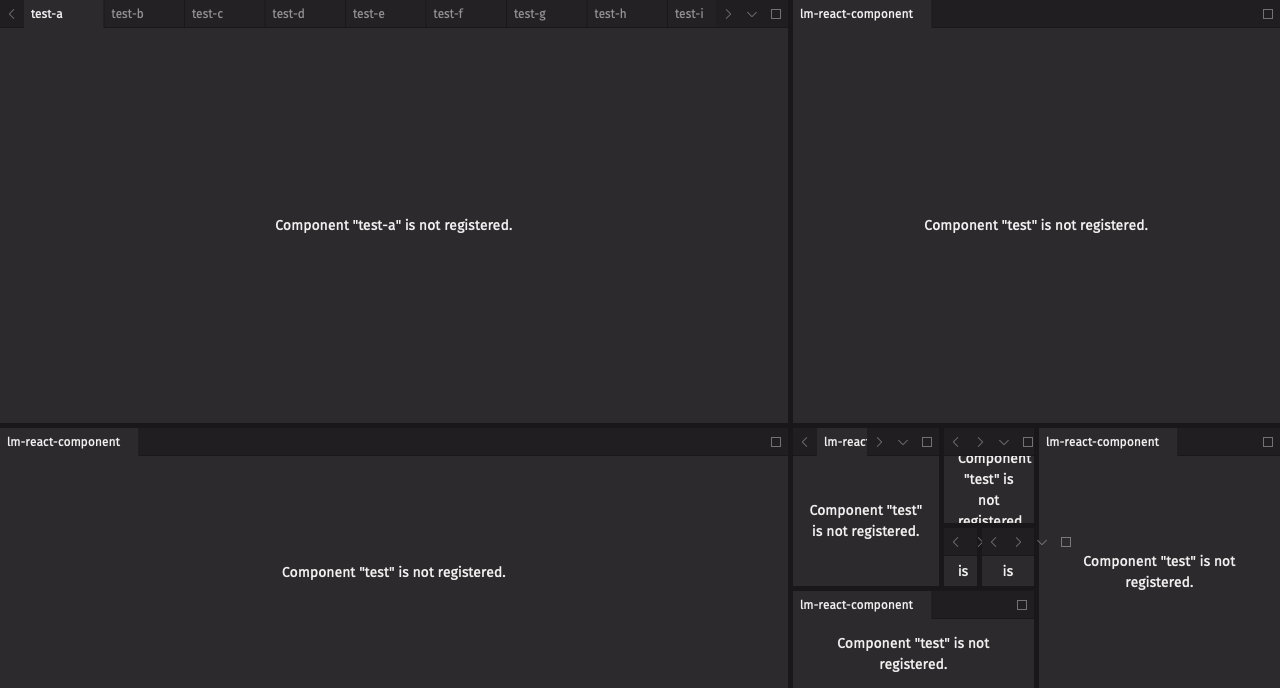 test-a test-b test-c test-d test-e test-f test-g test-h test-i
Component "test-a" is not registered.
lm-react-component
Component "test" is not registered.
lm-react-component
Component "test" is not registered.
lm-reac
Component "test"
is not registered.
Component
"test" is
not
registered
is
is
lm-react-component
Component "test" is not
registered.
lm-react-component
Component "test" is not
registered.